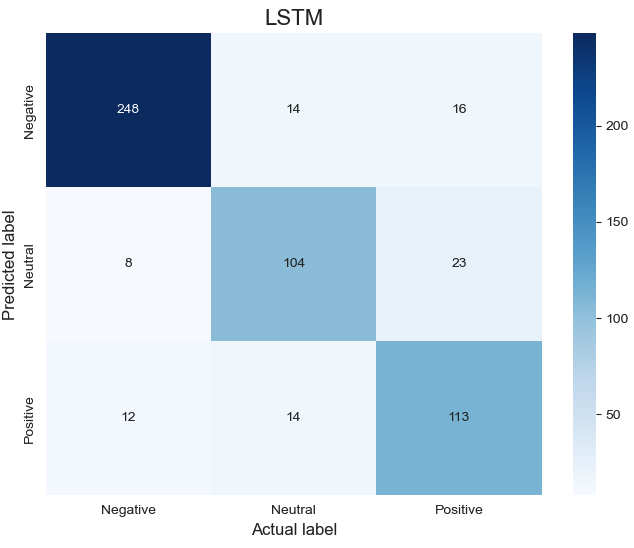 LSTM
Predicted label
Negative
248
14
16
Neutral
8
104
23
Positive
12
14
113
Negative
Neutral
Positive
Actual label
200
150
100
50